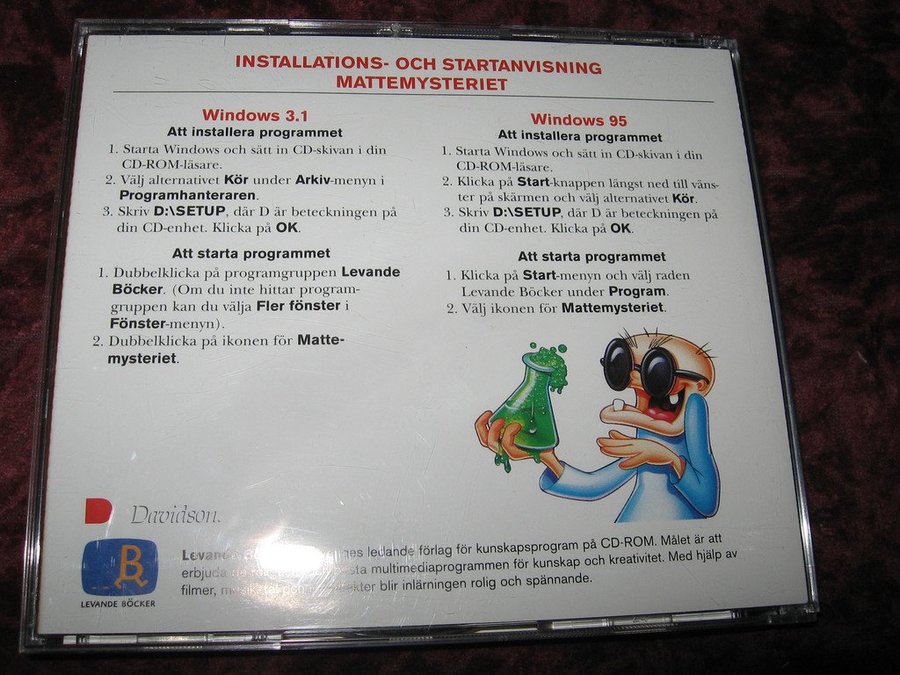 INSTALLATIONS- OCH STARTANVISNING
MATTEMYSTERIET
Windows 3.1
Att installera programmet
1. Starta Windows och sätt in CD-skivan i din
CD-ROM-läsare.
2. Välj alternativet Kör under Arkiv-menyn i
Programhanteraren.
3. Skriv D:\SETUP, där D är beteckningen på
din CD-enhet. Klicka på OK.
Att starta programmet
1. Dubbelklicka på programgruppen Levande
Böcker. (Om du inte hittar program-
gruppen kan du välja Fler fönster i
Fönster-menyn).
2. Dubbelklicka på ikonen för Matte-
mysteriet.
Windows 95
Att installera programmet
1. Starta Windows och sätt in CD-skivan i din
CD-ROM-läsare.
2. Klicka på Start-knappen längst ned till väns-
ter på skärmen och välj alternativet Kör.
3. Skriv D:\SETUP, där D är beteckningen på
din CD-enhet. Klicka på OK.
Att starta programmet
1. Klicka på Start-menyn och välj raden
Levande Böcker under Program.
2. Välj ikonen för Mattemysteriet.
Davidson.
B
LEVANDE BÖCKER
ledande förlag för kunskapsprogram på CD-ROM. Målet är att
erbjuda multimediaprogrammen för kunskap och kreativitet. Med hjälp av
filmer, blir inlärningen rolig och spännande.